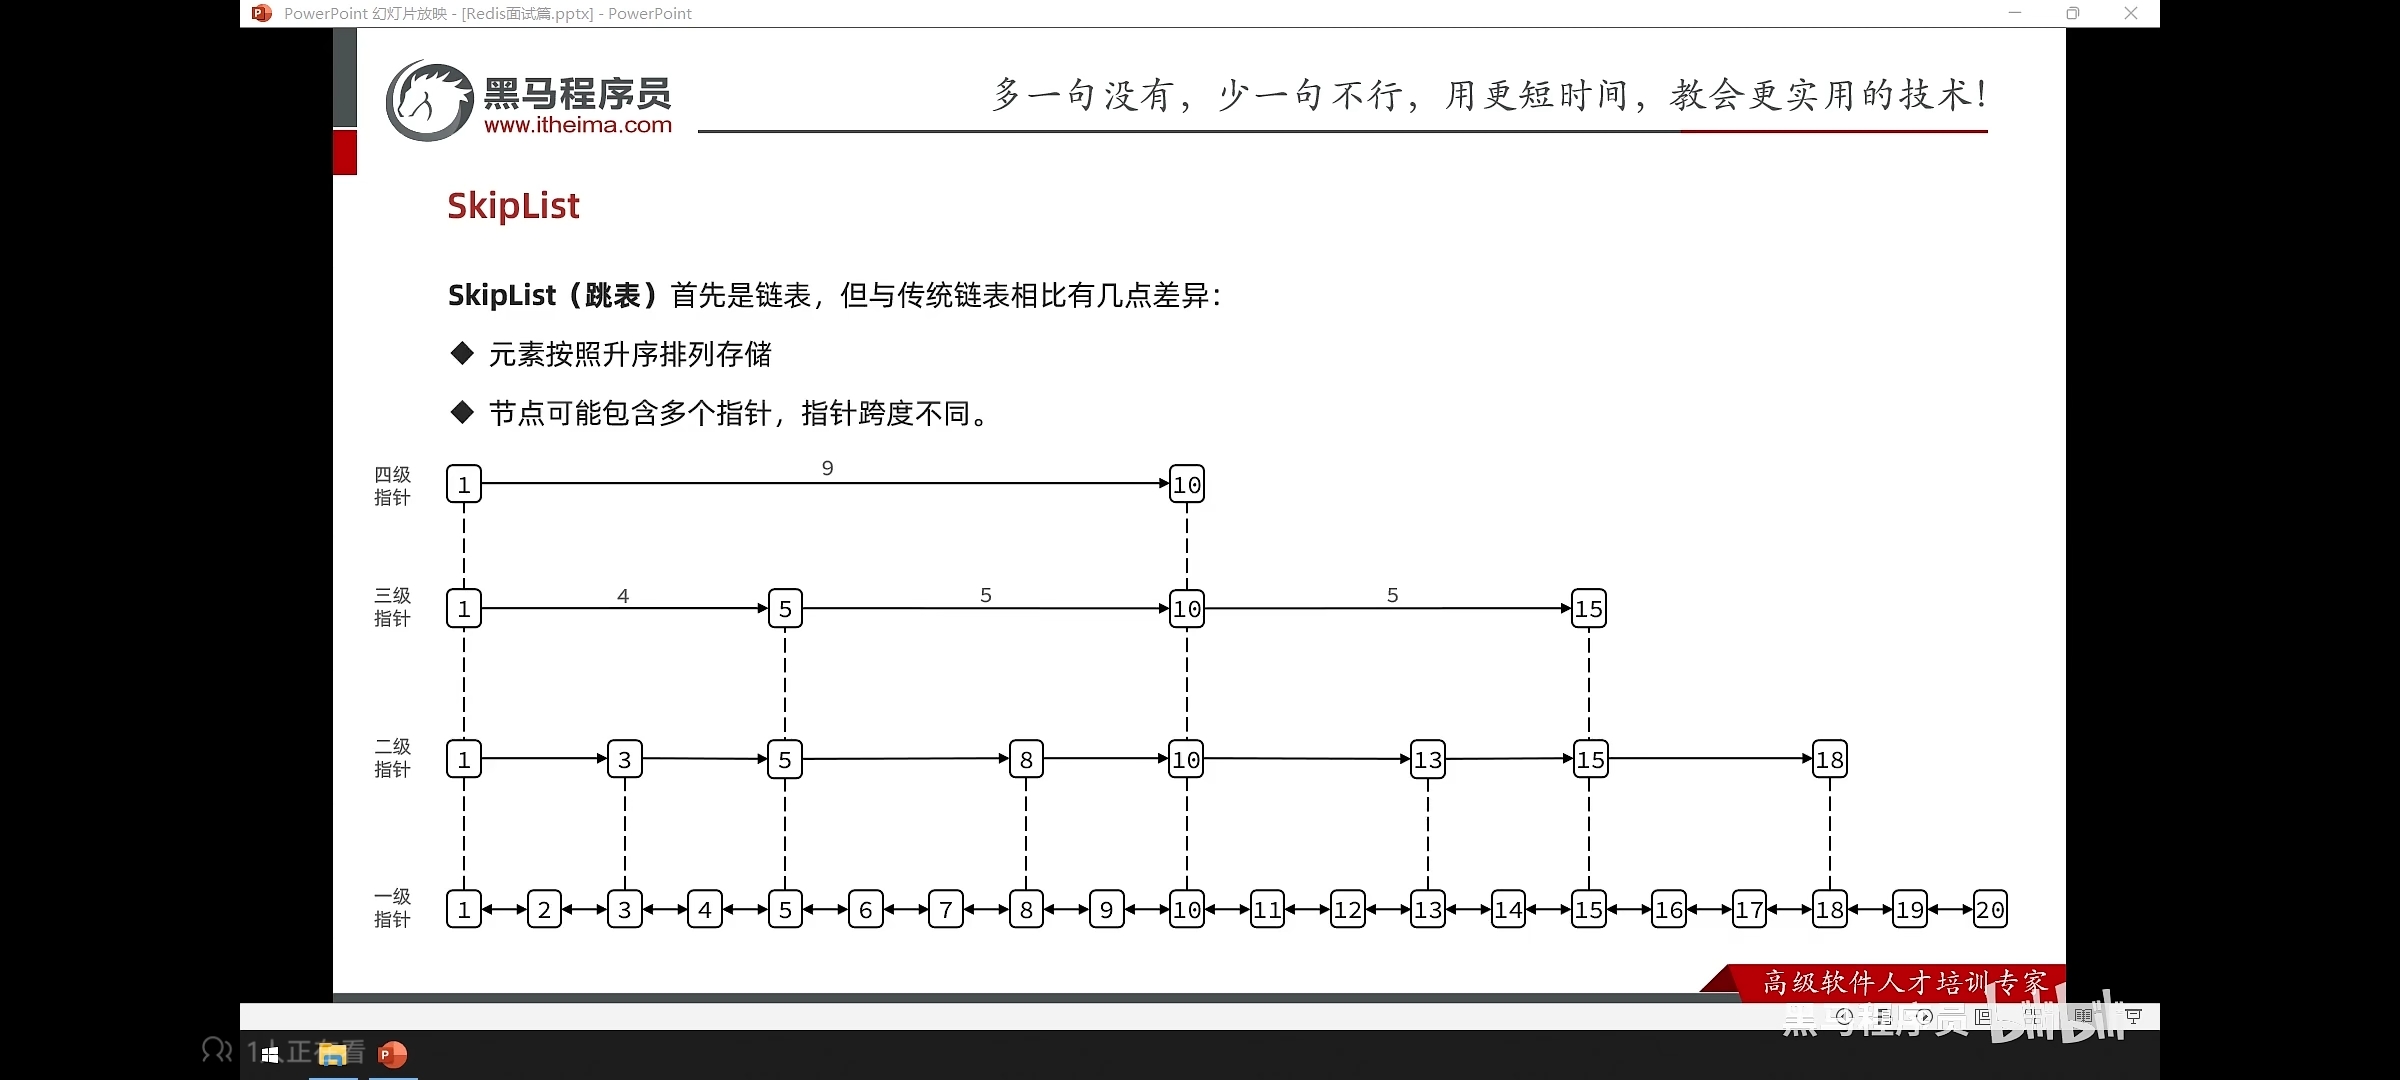 PowerPoint 幻灯片放映 - [Redis面试篇.pptx] - PowerPoint
黑马程序员
www.itheima.com
多一句没有，少一句不行，用更短时间，教会更实用的技术！
SkipList
SkipList（跳表）首先是链表，但与传统链表相比有几点差异：
◆ 元素按照升序排列存储
◆ 节点可能包含多个指针，指针跨度不同。
四级
指针
1 9 10
三级
指针
1 4 5 5 10 5 15
二级
指针
1 3 5 8 10 13 15 18
一级
指针
1 2 3 4 5 6 7 8 9 10 11 12 13 14 15 16 17 18 19 20
高级软件人才培训专家
黑马程序员 bilibili
1人正在看